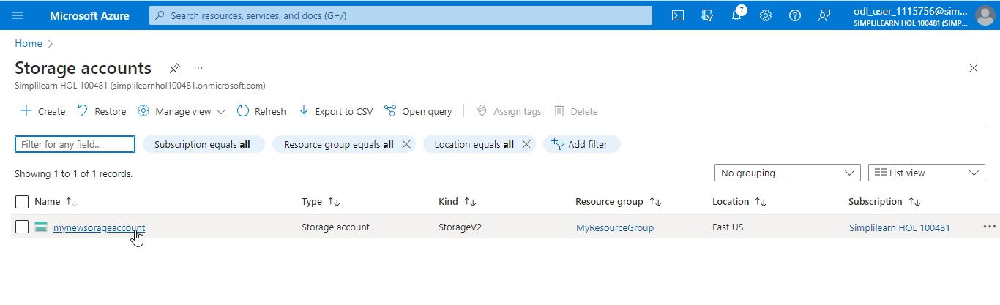 Microsoft Azure
Search resources, services, and docs (G+/)
7
odl_user_1115756@sim...
SIMPLILEARN HOL 100481 (SIMP...
Home
Storage accounts
...
Simplilearn HOL 100481 (simplilearnhol100481.onmicrosoft.com)
Create Restore Manage view Refresh Export to CSV Open query Assign tags Delete
Filter for any field... Subscription equals all Resource group equals all Location equals all Add filter
Showing 1 to 1 of 1 records. No grouping List view
Name Type Kind Resource group Location Subscription
mynewsorageaccount Storage account StorageV2 MyResourceGroup East US Simplilearn HOL 100481 ...